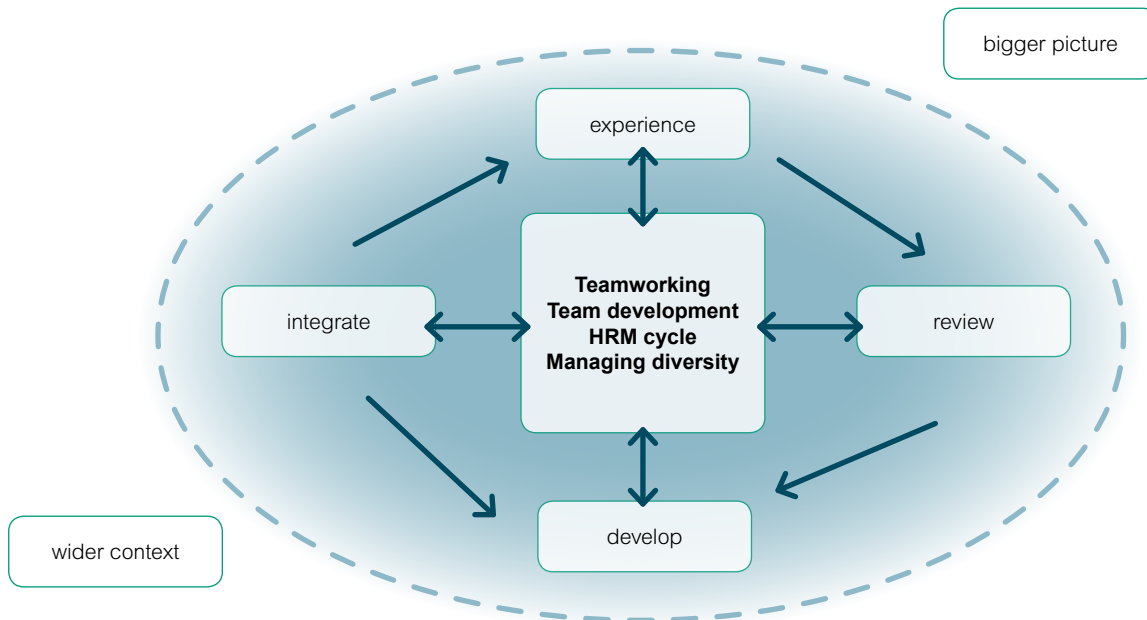 bigger picture
experience
Teamworking
Team development
HRM cycle
Managing diversity
integrate
review
develop
wider context